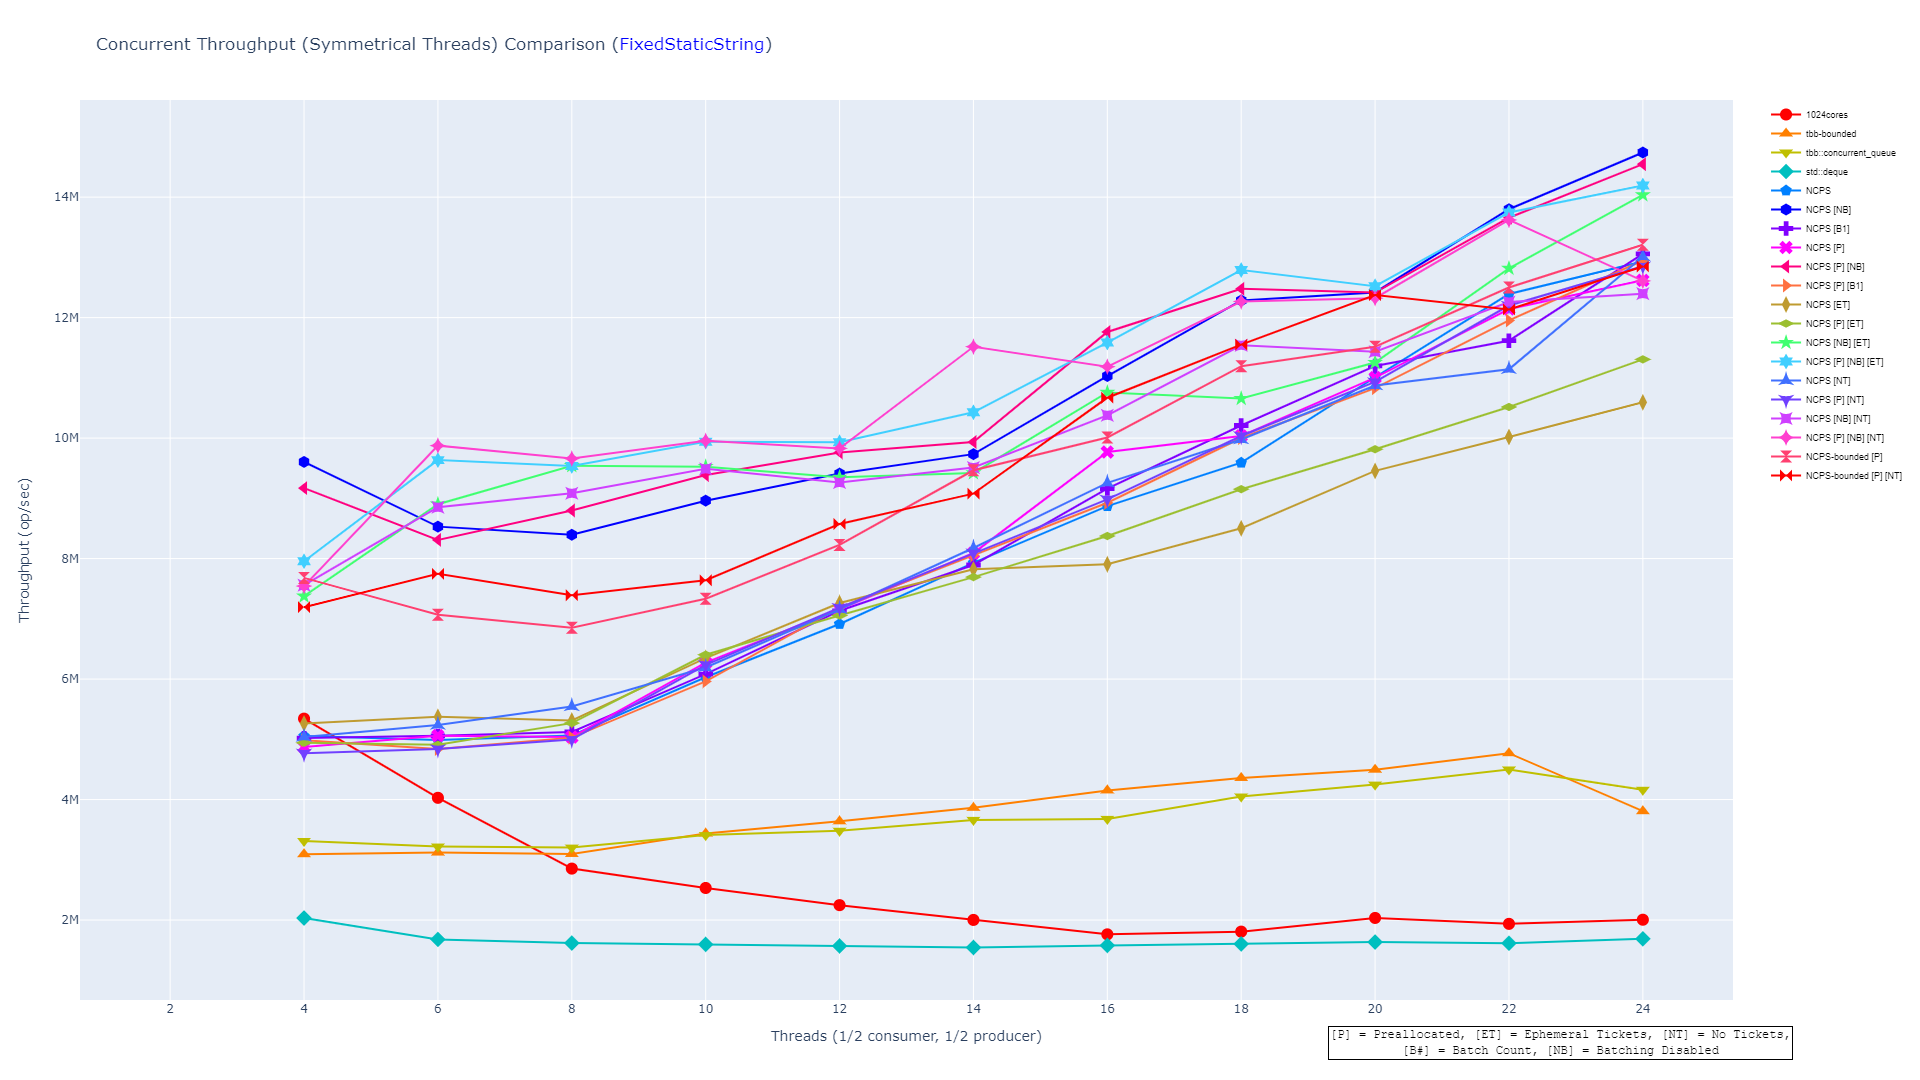 Concurrent Throughput (Symmetrical Threads) Comparison (FixedStaticString)
Throughput (op/sec)
14M
12M
10M
8M
6M
4M
2M
2 4 6 8 10 12 14 16 18 20 22 24
Threads (1/2 consumer, 1/2 producer)
1024cores
tbb-bounded
tbb::concurrent_queue
std::deque
NCPS
NCPS [NB]
NCPS [B1]
NCPS [P]
NCPS [P] [NB]
NCPS [P] [B1]
NCPS [ET]
NCPS [P] [ET]
NCPS [NB] [ET]
NCPS [P] [NB] [ET]
NCPS [NT]
NCPS [P] [NT]
NCPS [NB] [NT]
NCPS [P] [NB] [NT]
NCPS-bounded [P]
NCPS-bounded [P] [NT]
[P] = Preallocated, [ET] = Ephemeral Tickets, [NT] = No Tickets,
[B#] = Batch Count, [NB] = Batching Disabled